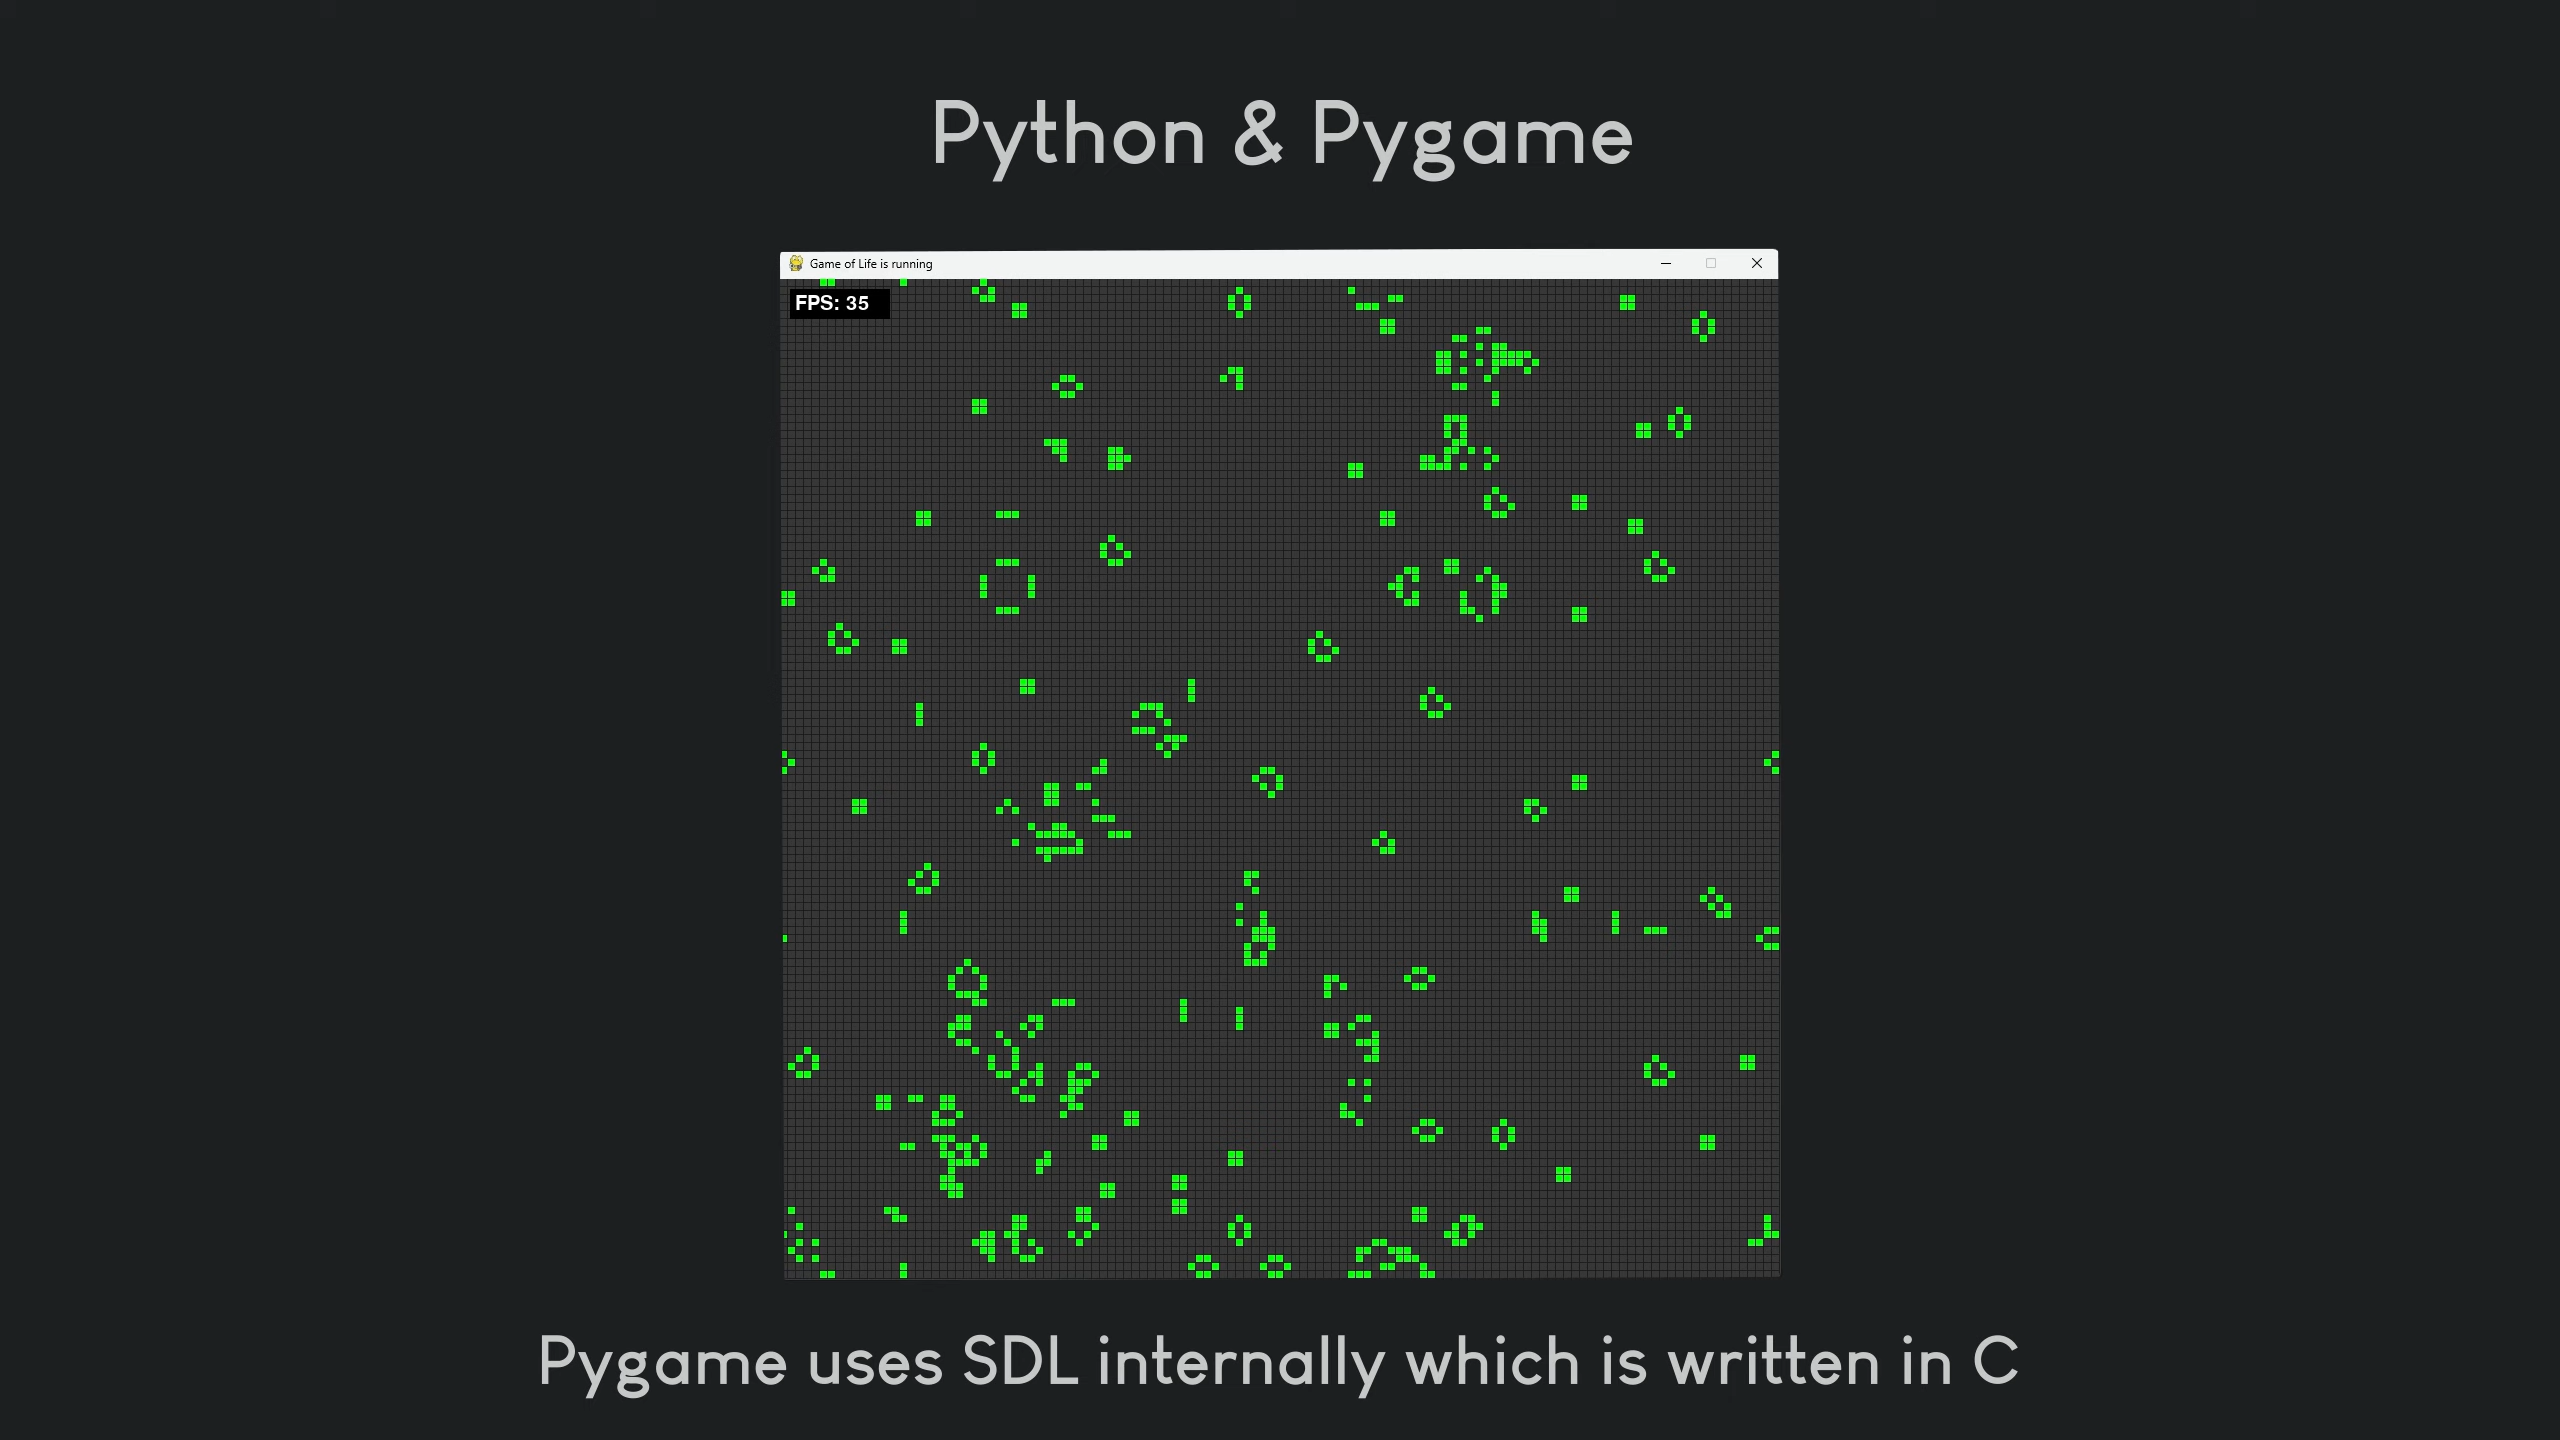 Python & Pygame
Game of Life is running
FPS: 35
Pygame uses SDL internally which is written in C